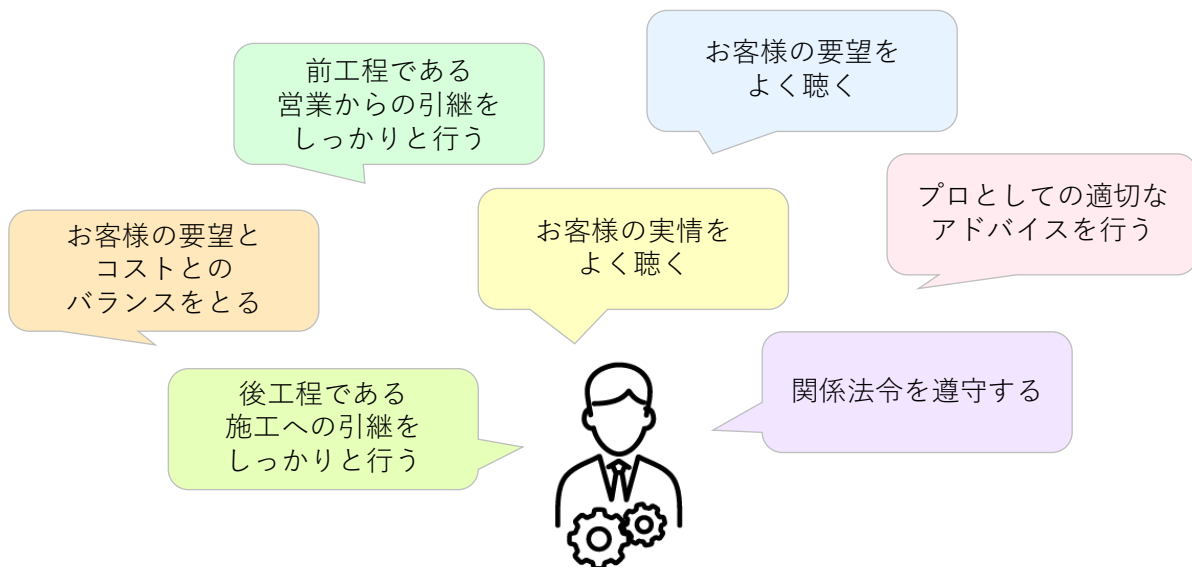 お客様の要望を
よく聴く
前工程である
営業からの引継を
しっかりと行う
プロとしての適切な
アドバイスを行う
お客様の実情を
よく聴く
お客様の要望と
コストとの
バランスをとる
関係法令を遵守する
後工程である
施工への引継を
しっかりと行う